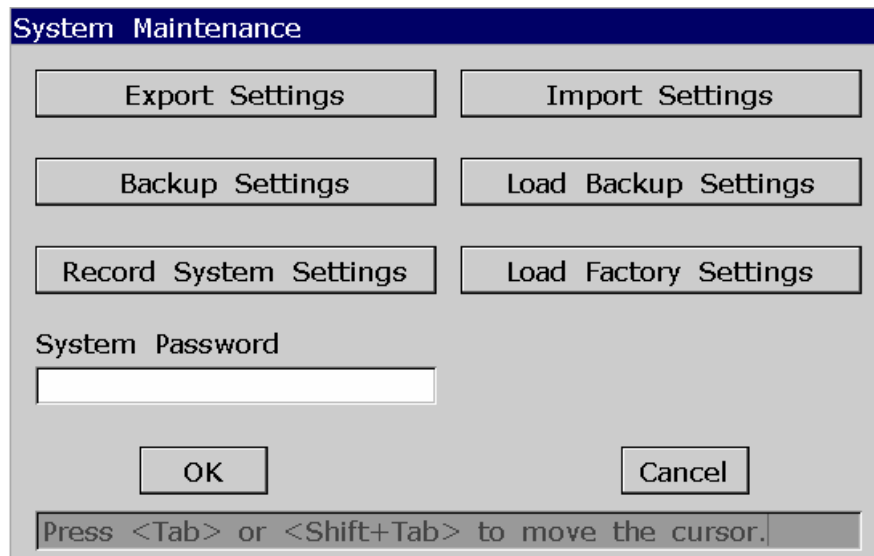 System Maintenance
Export Settings
Import Settings
Backup Settings
Load Backup Settings
Record System Settings
Load Factory Settings
System Password
OK
Cancel
Press <Tab> or <Shift+Tab> to move the cursor.